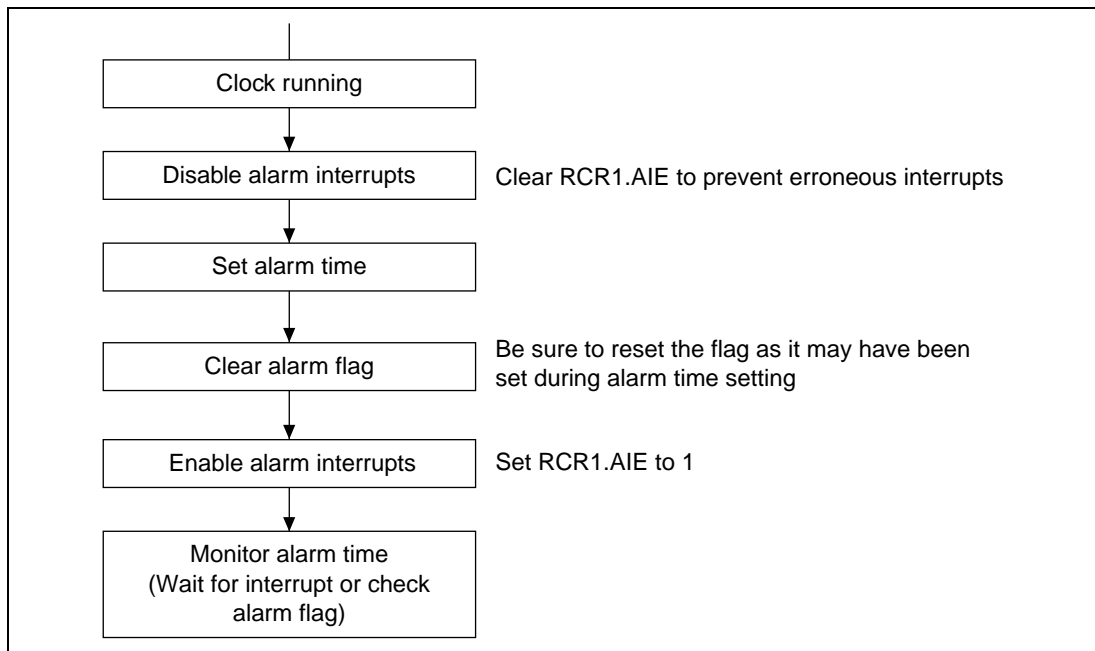 Clock running
Disable alarm interrupts
Clear RCR1.AIE to prevent erroneous interrupts
Set alarm time
Clear alarm flag
Be sure to reset the flag as it may have been
set during alarm time setting
Enable alarm interrupts
Set RCR1.AIE to 1
Monitor alarm time
(Wait for interrupt or check
alarm flag)